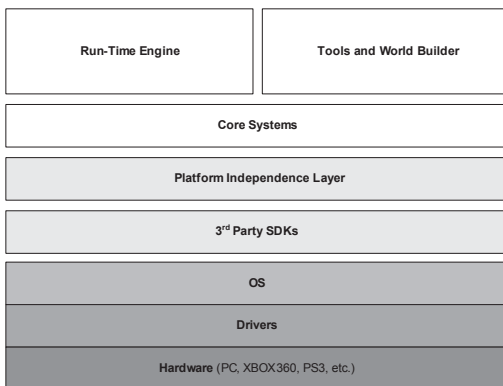 Run-Time Engine
Tools and World Builder
Core Systems
Platform Independence Layer
3rd Party SDKs
OS
Drivers
Hardware (PC, XBOX360, PS3, etc.)